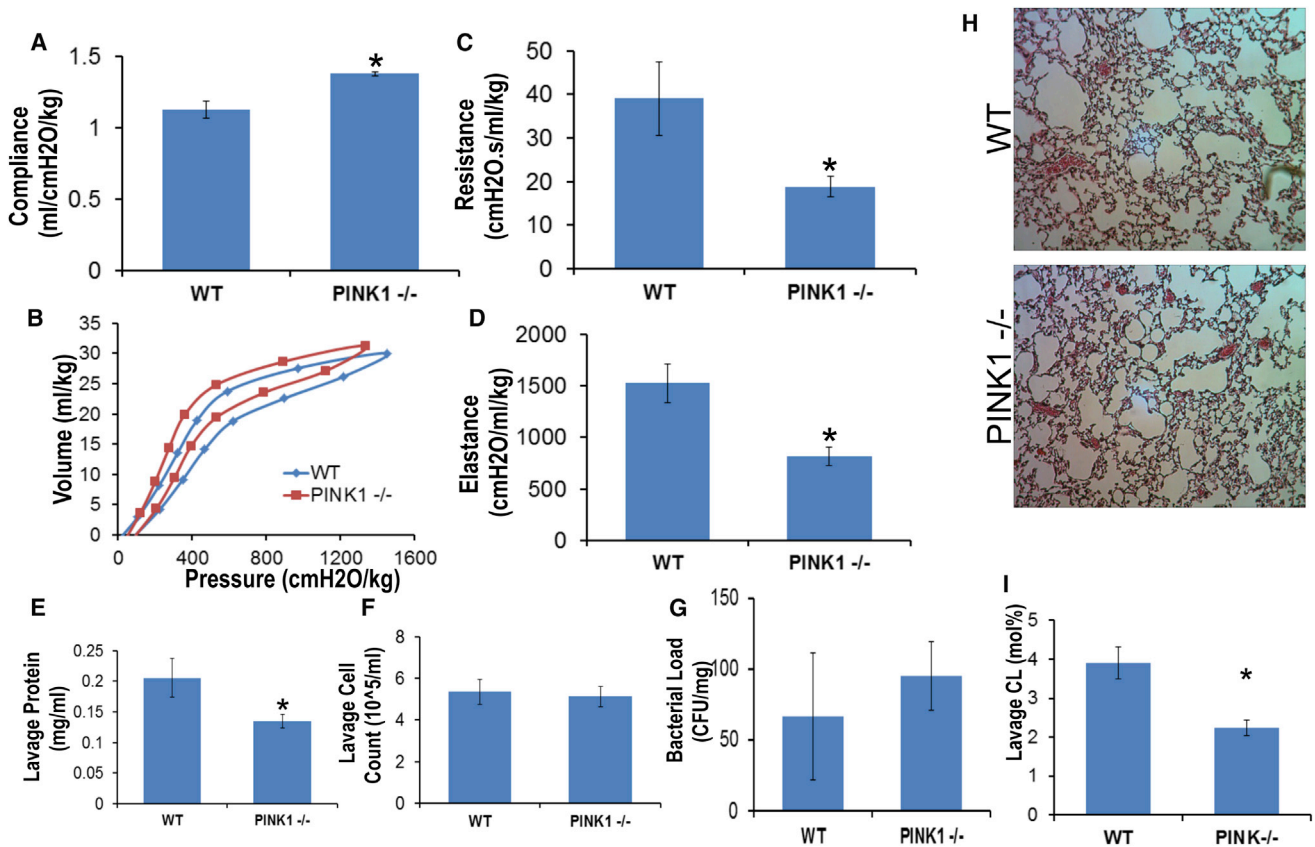 A
Compliance
(ml/cmH2O/kg)
1.5
1
0.5
0
*
WT
PINK1 -/-
B
Volume (ml/kg)
35
30
25
20
15
10
5
0
WT
PINK1 -/-
0
400
800
1200
1600
Pressure (cmH2O/kg)
C
Resistance
(cmH2O.s/ml/kg)
50
40
30
20
10
0
*
WT
PINK1 -/-
D
Elastance
(cmH2O/ml/kg)
2000
1500
1000
500
0
*
WT
PINK1 -/-
E
Lavage Protein
(mg/ml)
0.25
0.2
0.15
0.1
0.05
0
*
WT
PINK1 -/-
F
Lavage Cell
Count (10^5/ml)
8
6
4
2
0
WT
PINK1 -/-
G
Bacterial Load
(CFU/mg)
150
100
50
0
WT
PINK1 -/-
H
WT
PINK1 -/-
I
Lavage CL (mol%)
5
4
3
2
1
0
*
WT
PINK-/-